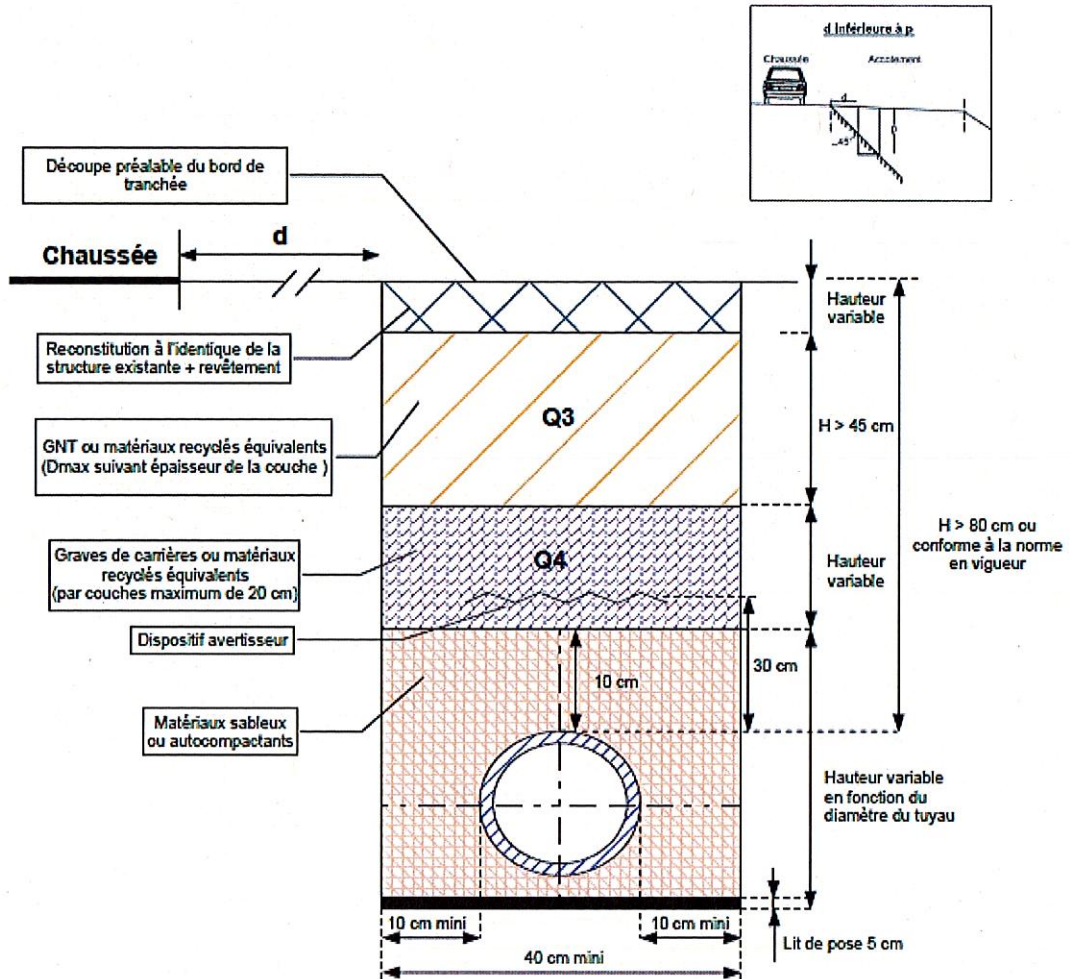 d inférieure à p
Chaussée
Accotement
d
45°
p
Découpe préalable du bord de
tranchée
Chaussée
d
Hauteur
variable
Reconstitution à l'identique de la
structure existante + revêtement
Q3
H > 45 cm
GNT ou matériaux recyclés équivalents
(Dmax suivant épaisseur de la couche )
H > 80 cm ou
conforme à la norme
en vigueur
Graves de carrières ou matériaux
recyclés équivalents
(par couches maximum de 20 cm)
Q4
Hauteur
variable
Dispositif avertisseur
10 cm
30 cm
Matériaux sableux
ou autocompactants
Hauteur variable
en fonction du
diamètre du tuyau
10 cm mini
10 cm mini
Lit de pose 5 cm
40 cm mini